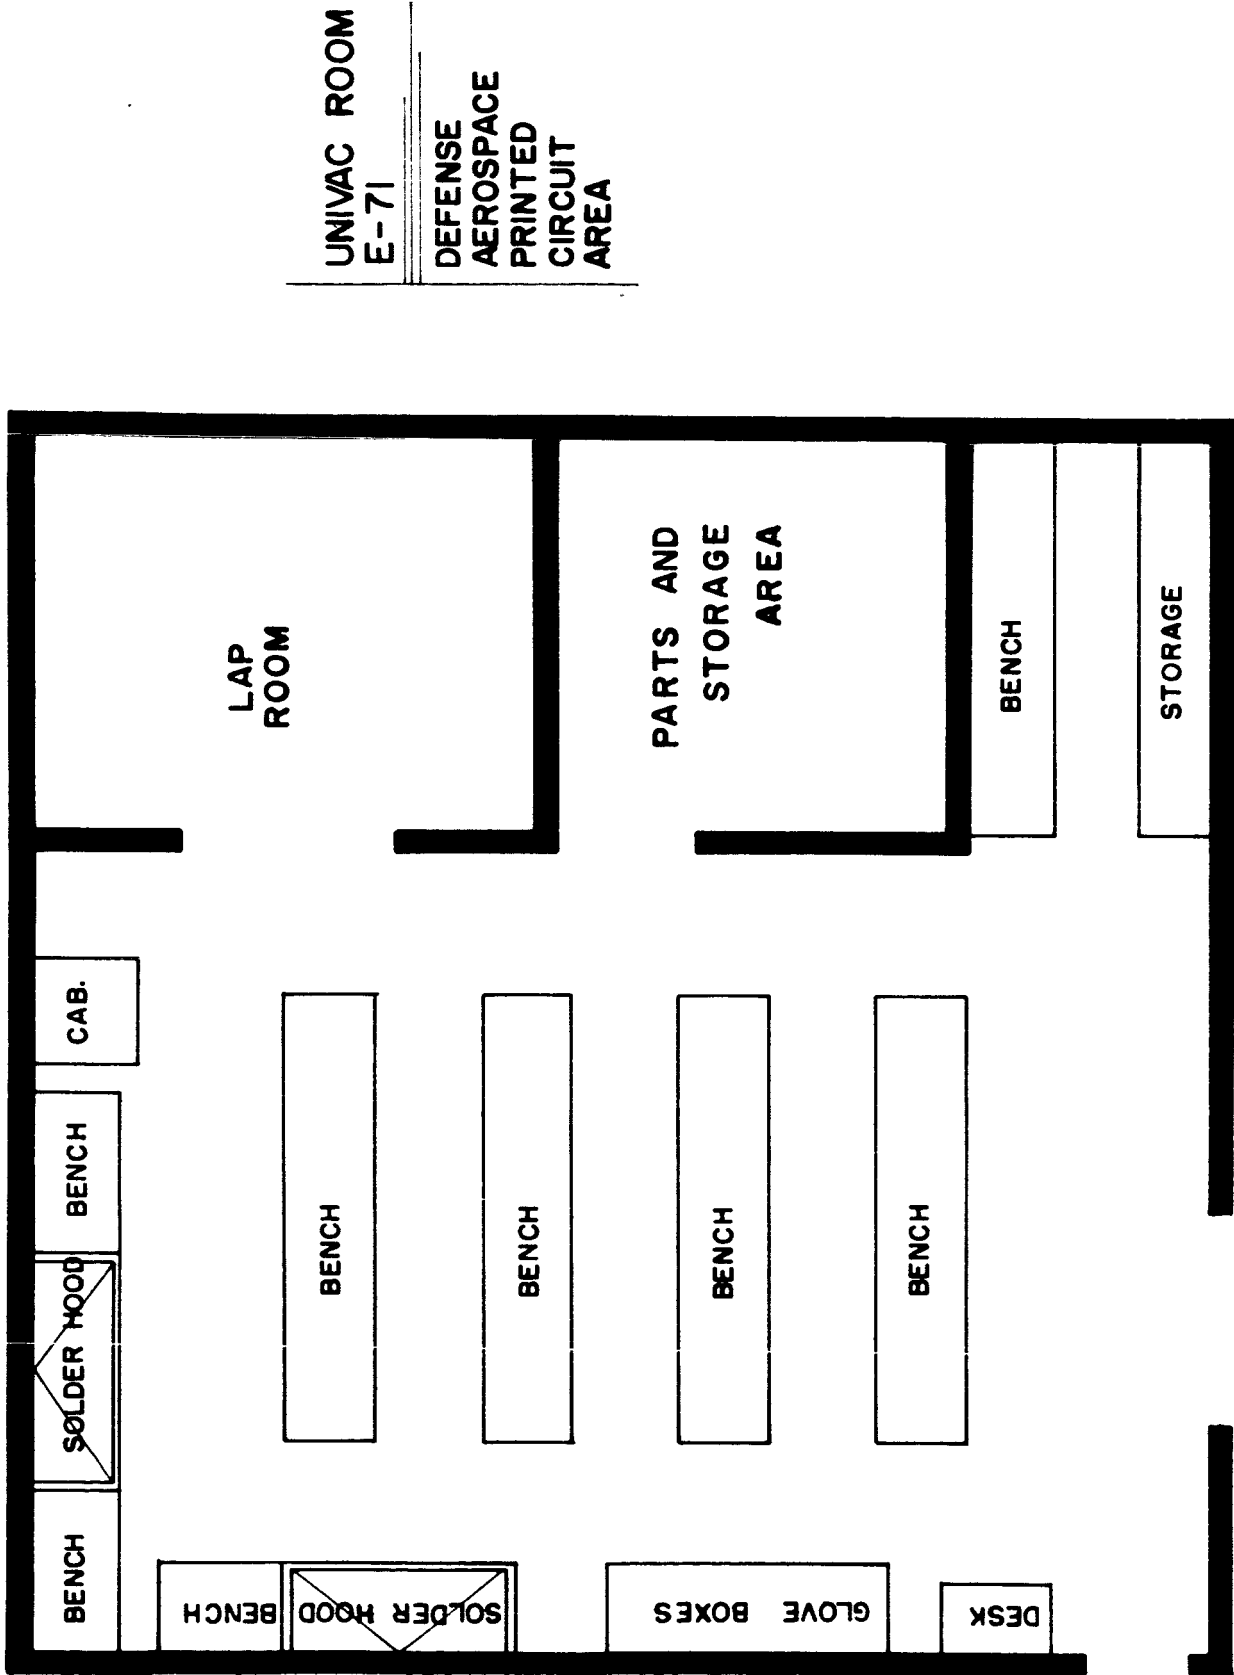 UNIVAC ROOM
E-71
DEFENSE
AEROSPACE
PRINTED
CIRCUIT
AREA
LAP
ROOM
PARTS AND
STORAGE
AREA
BENCH
STORAGE
CAB.
BENCH
SOLDER HOOD
BENCH
BENCH
BENCH
BENCH
BENCH
BENCH
SOLDER HOOD
GLOVE BOXES
DESK